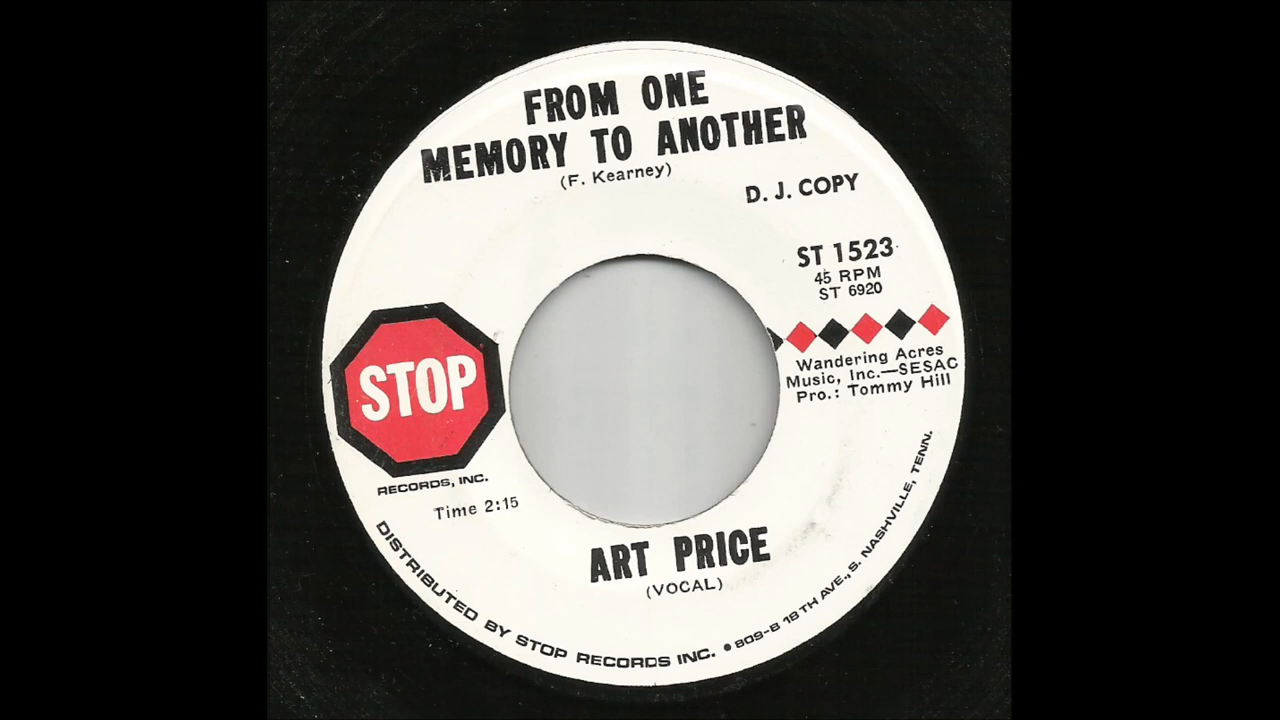 FROM ONE
MEMORY TO ANOTHER
(F. Kearney)
D. J. COPY
ST 1523
45 RPM
ST 6920
Wandering Acres
Music, Inc.—SESAC
Pro.: Tommy Hill
STOP
RECORDS, INC.
Time 2:15
ART PRICE
(VOCAL)
DISTRIBUTED BY STOP RECORDS INC. • 809-B 18TH AVE., S. NASHVILLE, TENN.